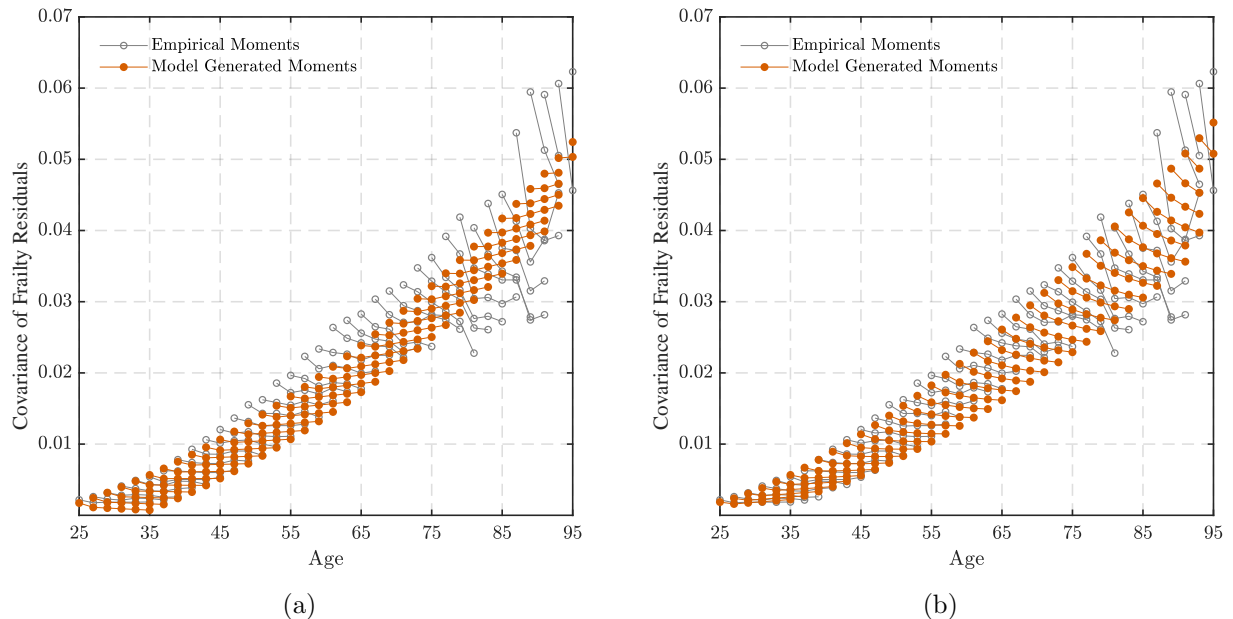 0.07
0.06
0.05
0.04
0.03
0.02
0.01
Covariance of Frailty Residuals
Empirical Moments
Model Generated Moments
25 35 45 55 65 75 85 95
Age
(a)
0.07
0.06
0.05
0.04
0.03
0.02
0.01
Covariance of Frailty Residuals
Empirical Moments
Model Generated Moments
25 35 45 55 65 75 85 95
Age
(b)